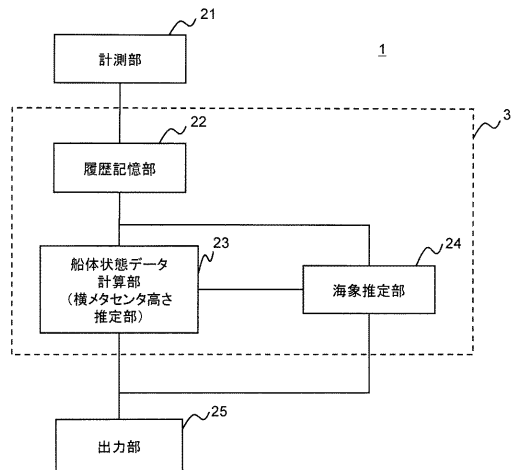 21
計測部
1
3
22
履歴記憶部
23
船体状態データ
計算部
(横メタセンタ高さ
推定部)
24
海象推定部
25
出力部